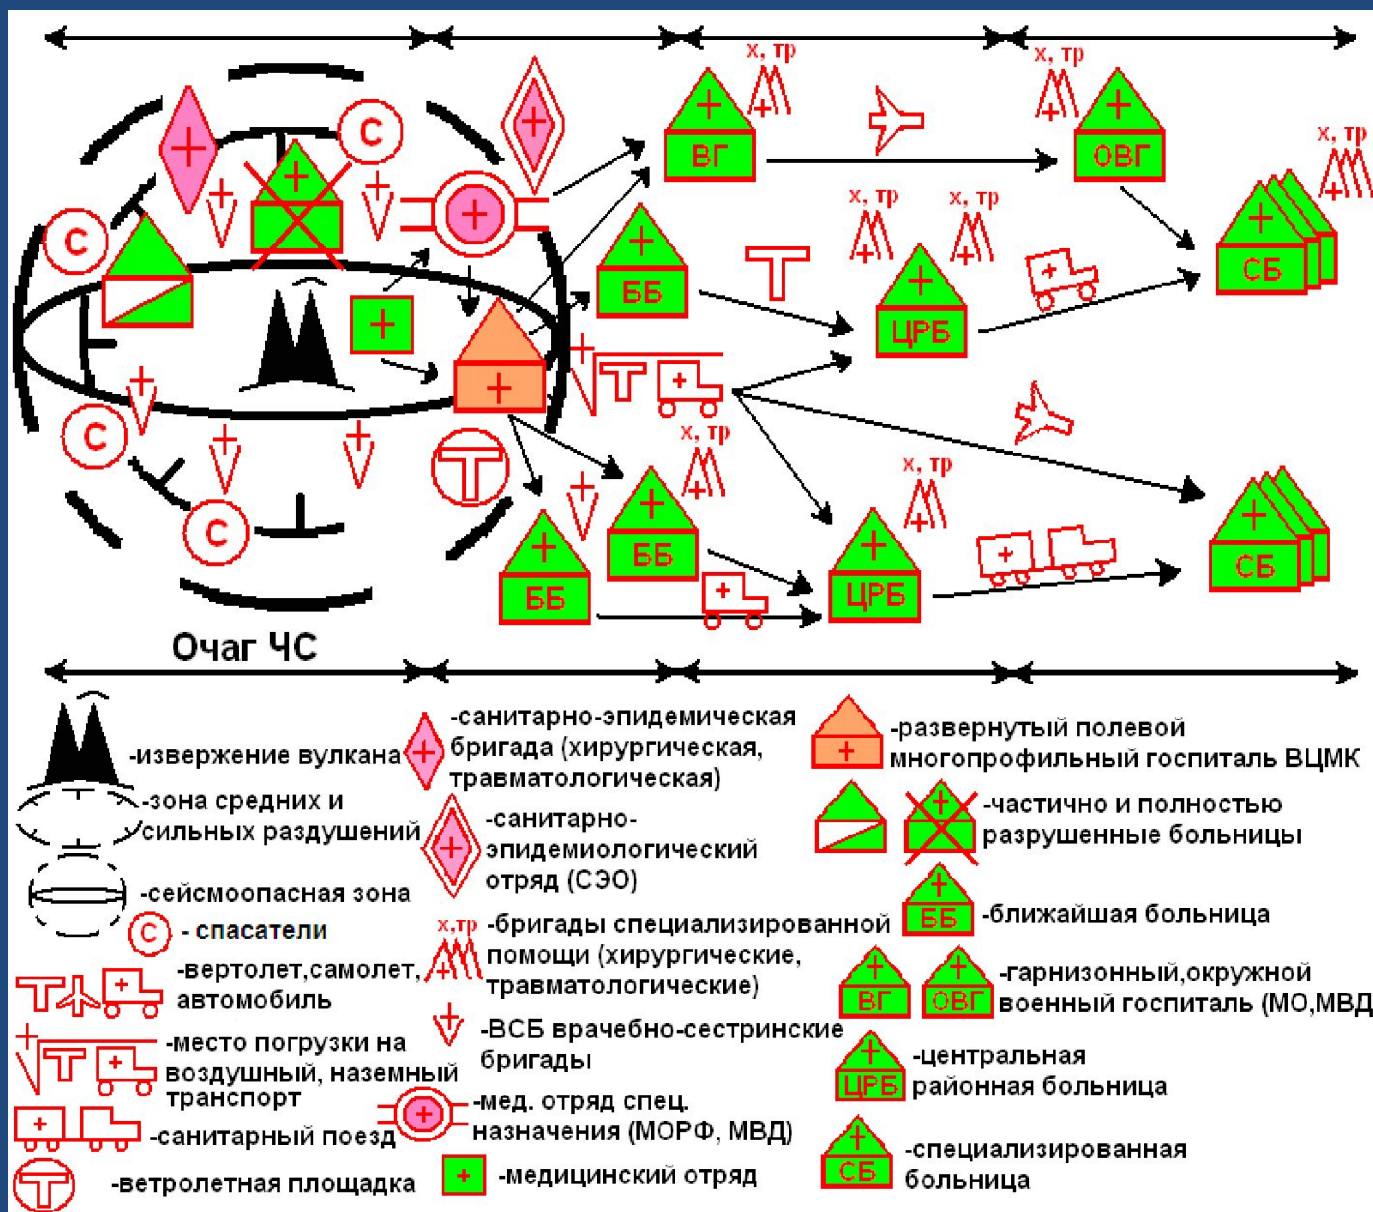 х, тр
х, тр
х, тр
С
ВГ
ОВГ
х, тр
х, тр
С
ББ
ЦРБ
СБ
х, тр
С
х, тр
С
ББ
ББ
ЦРБ
СБ
Очаг ЧС
-извержение вулкана
-зона средних и
сильных раздушений
-сейсмоопасная зона
С
- спасатели
-вертолет,самолет,
автомобиль
-место погрузки на
воздушный, наземный
транспорт
-санитарный поезд
-ветролетная площадка
-санитарно-эпидемическая
бригада (хирургическая,
травматологическая)
-санитарно-
эпидемиологический
отряд (СЭО)
х,тр
-бригады специализированной
помощи (хирургические,
травматологические)
-ВСБ врачебно-сестринские
бригады
-мед. отряд спец.
назначения (МОРФ, МВД)
-медицинский отряд
-развернутый полевой
многопрофильный госпиталь ВЦМК
-частично и полностью
разрушенные больницы
ББ
-ближайшая больница
ВГ
ОВГ
-гарнизонный,окружной
военный госпиталь (МО,МВД
ЦРБ
-центральная
районная больница
СБ
-специализированная
больница